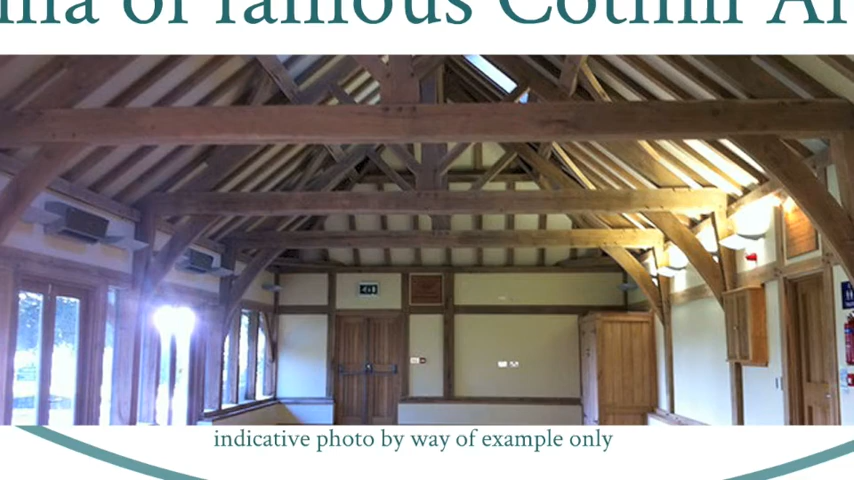 of famous Cothill
indicative photo by way of example only